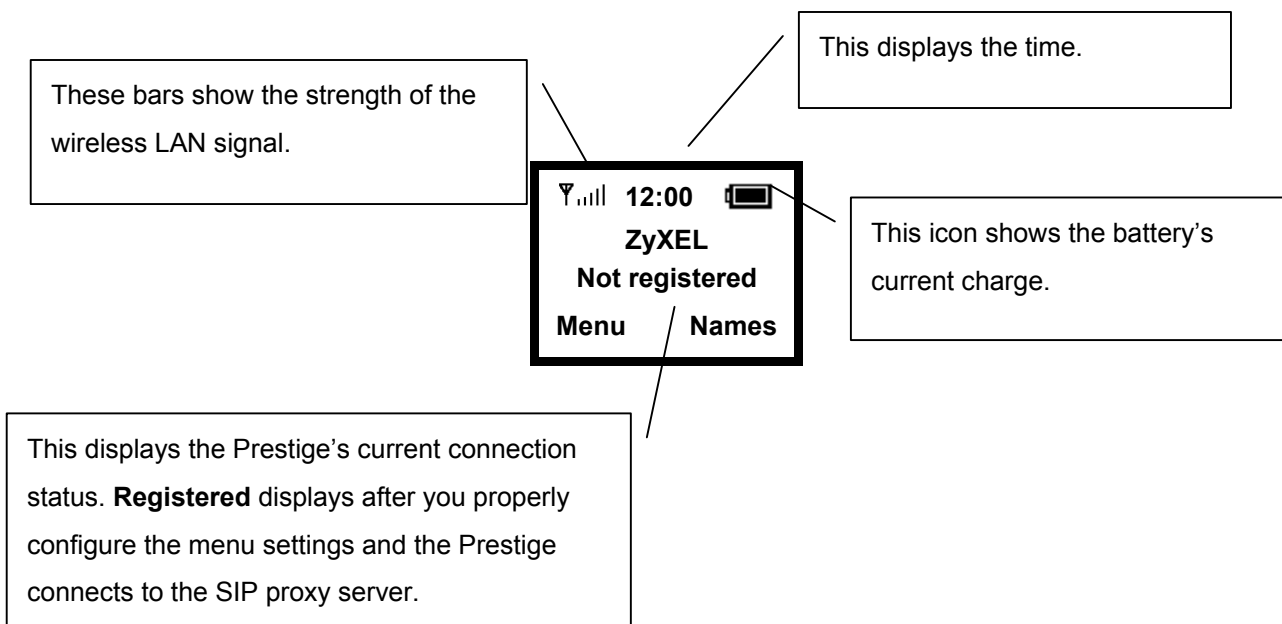 This displays the time.
These bars show the strength of the
wireless LAN signal.
12:00
ZyXEL
Not registered
Menu Names
This icon shows the battery’s
current charge.
This displays the Prestige’s current connection
status. Registered displays after you properly
configure the menu settings and the Prestige
connects to the SIP proxy server.